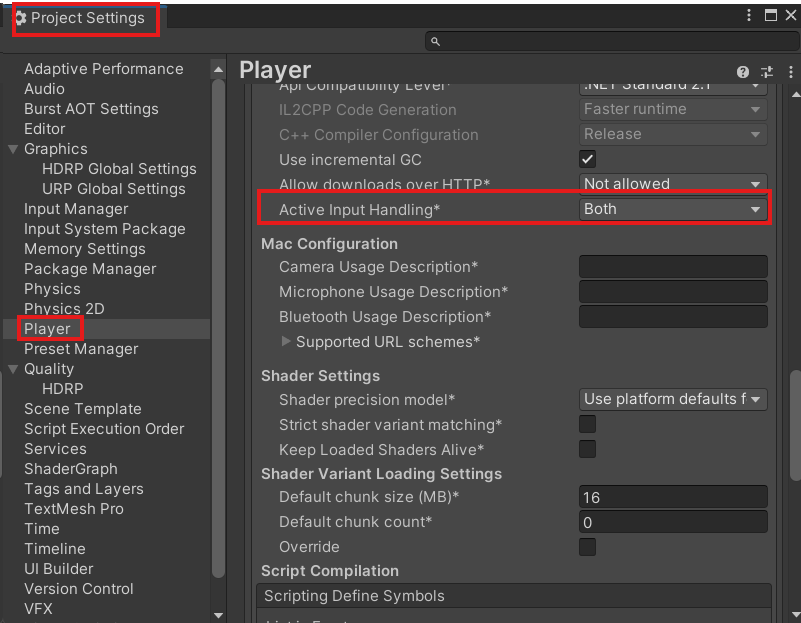 Project Settings
Adaptive Performance
Audio
Burst AOT Settings
Editor
Graphics
HDRP Global Settings
URP Global Settings
Input Manager
Input System Package
Memory Settings
Package Manager
Physics
Physics 2D
Player
Preset Manager
Quality
HDRP
Scene Template
Script Execution Order
Services
ShaderGraph
Tags and Layers
TextMesh Pro
Time
Timeline
UI Builder
Version Control
VFX
Player
Api Compatibility Level* .NET Standard 2.1
IL2CPP Code Generation Faster runtime
C++ Compiler Configuration Release
Use incremental GC
Allow downloads over HTTP* Not allowed
Active Input Handling* Both
Mac Configuration
Camera Usage Description*
Microphone Usage Description*
Bluetooth Usage Description*
Supported URL schemes*
Shader Settings
Shader precision model* Use platform defaults f
Strict shader variant matching*
Keep Loaded Shaders Alive*
Shader Variant Loading Settings
Default chunk size (MB)* 16
Default chunk count* 0
Override
Script Compilation
Scripting Define Symbols